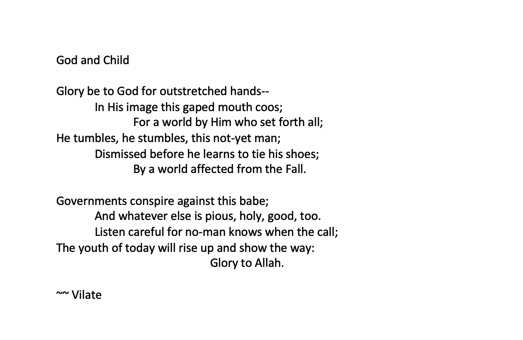 God and Child
Glory be to God for outstretched hands--
In His image this gaped mouth coos;
For a world by Him who set forth all;
He tumbles, he stumbles, this not-yet man;
Dismissed before he learns to tie his shoes;
By a world affected from the Fall.
Governments conspire against this babe;
And whatever else is pious, holy, good, too.
Listen careful for no-man knows when the call;
The youth of today will rise up and show the way:
Glory to Allah.
~~ Vilate